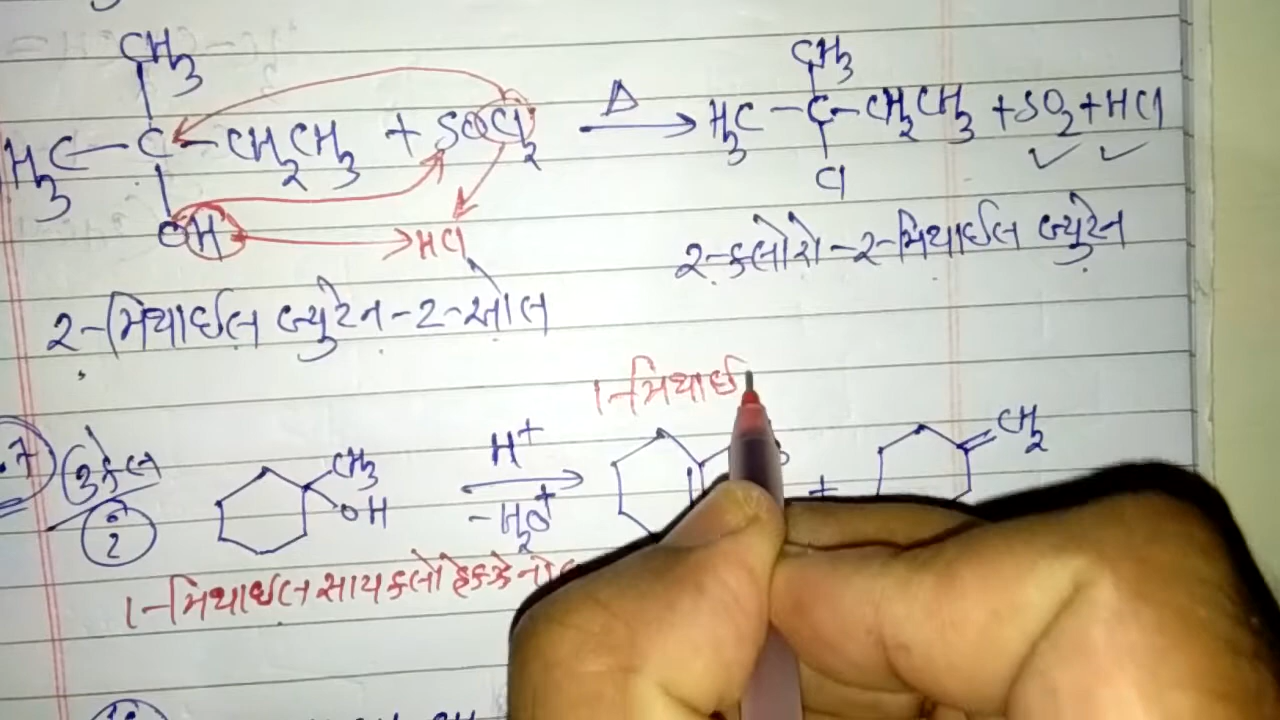 CH3 CH3
H3C–C–CH2CH3 + SOCl2 Δ→ H3C–C–CH2CH3 + SO2 + HCl
OH HCl Cl
2-ક્લોરો-2-મિથાઈલ બ્યુટેન
2-મિથાઈલ બ્યુટેન-2-ઓલ
1-મિથાઈ
.7 ઉકેલ CH3 OH H+ → -H2O+ + CH2
2
1-મિથાઈલ સાયક્લો હેક્ઝેનોલ